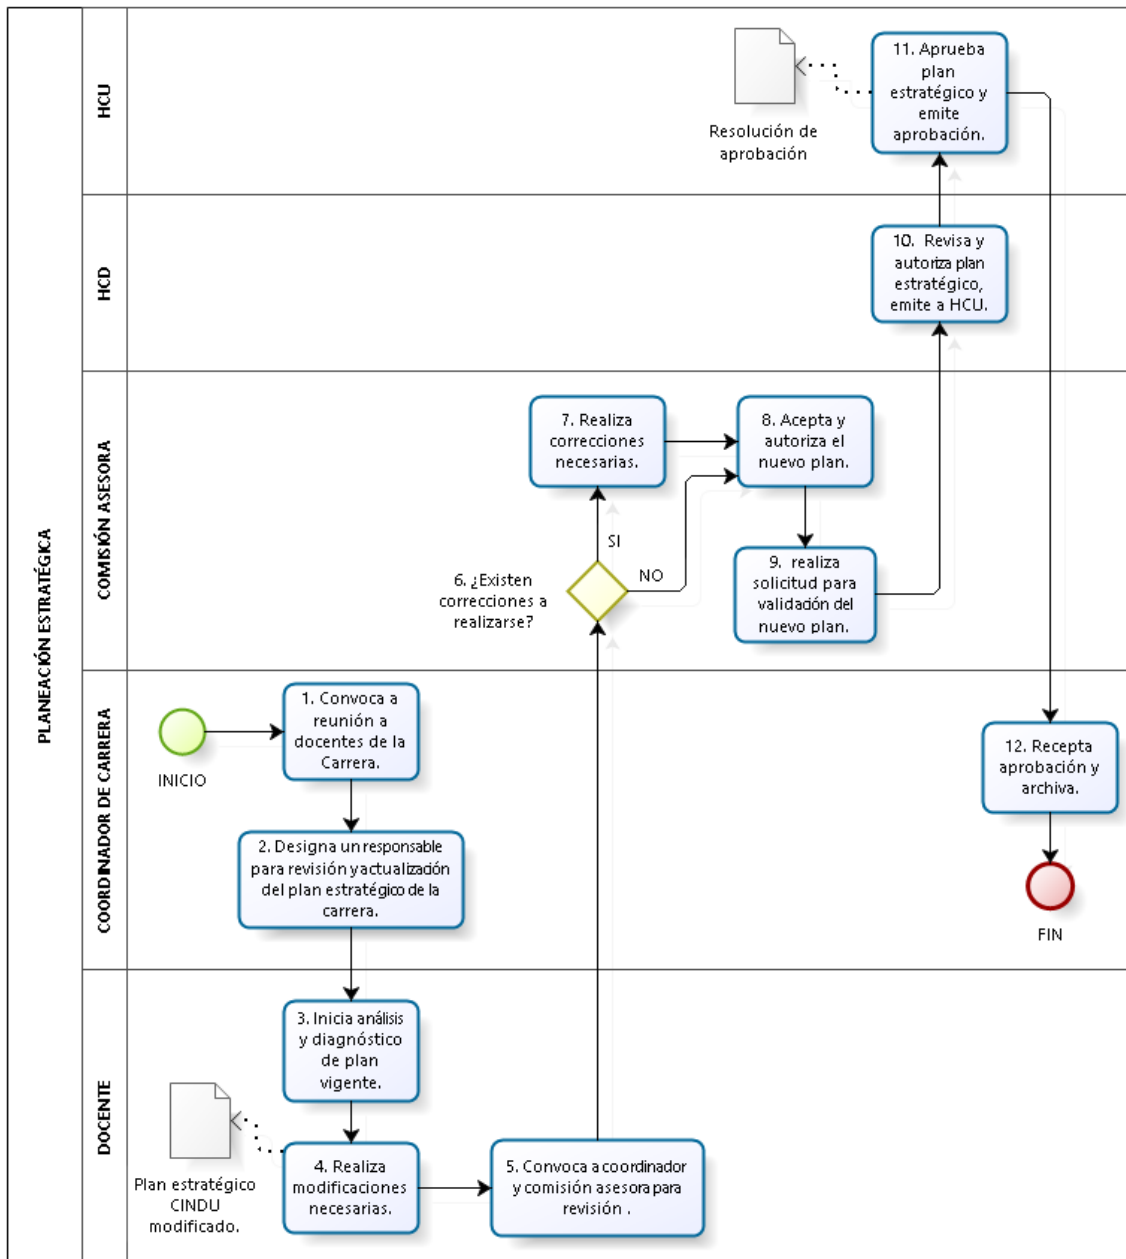 PLANEACIÓN ESTRATÉGICA
HCU
Resolución de
aprobación
11. Aprueba
plan
estratégico y
emite
aprobación.
HCD
10. Revisa y
autoriza plan
estratégico,
emite a HCU.
COMISIÓN ASESORA
7. Realiza
correcciones
necesarias.
8. Acepta y
autoriza el
nuevo plan.
SI
NO
6. ¿Existen
correcciones a
realizarse?
9. realiza
solicitud para
validación del
nuevo plan.
COORDINADOR DE CARRERA
INICIO
1. Convoca a
reunión a
docentes de la
Carrera.
2. Designa un responsable
para revisión y actualización
del plan estratégico de la
carrera.
12. Recepta
aprobación y
archiva.
FIN
DOCENTE
3. Inicia análisis
y diagnóstico
de plan
vigente.
Plan estratégico
CINDU
modificado.
4. Realiza
modificaciones
necesarias.
5. Convoca a coordinador
y comisión asesora para
revisión .